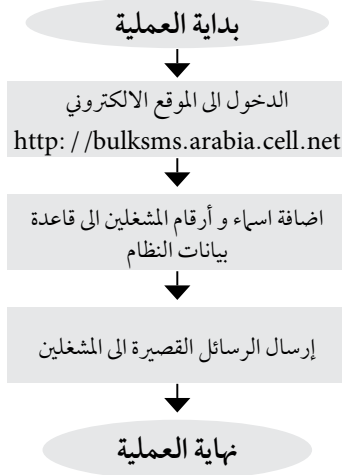 بداية العملية
الدخول الى الموقع الالكتروني
http://bulksms.arabia.cell.net
اضافة اسماء و أرقام المشغلين الى قاعدة
بيانات النظام
إرسال الرسائل القصيرة الى المشغلين
نهاية العملية